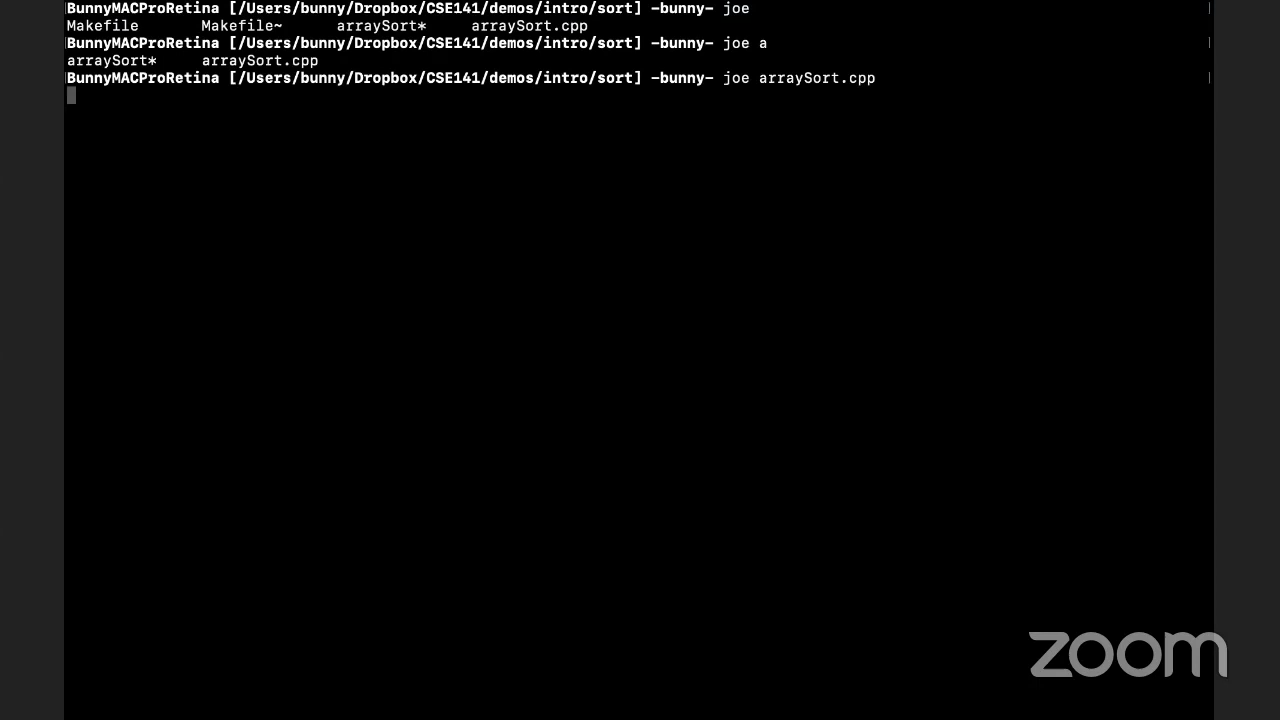 BunnyMACProRetina [/Users/bunny/Dropbox/CSE141/demos/intro/sort] -bunny- joe
Makefile Makefile~ arraySort* arraySort.cpp
BunnyMACProRetina [/Users/bunny/Dropbox/CSE141/demos/intro/sort] -bunny- joe a
arraySort* arraySort.cpp
BunnyMACProRetina [/Users/bunny/Dropbox/CSE141/demos/intro/sort] -bunny- joe arraySort.cpp
zoom